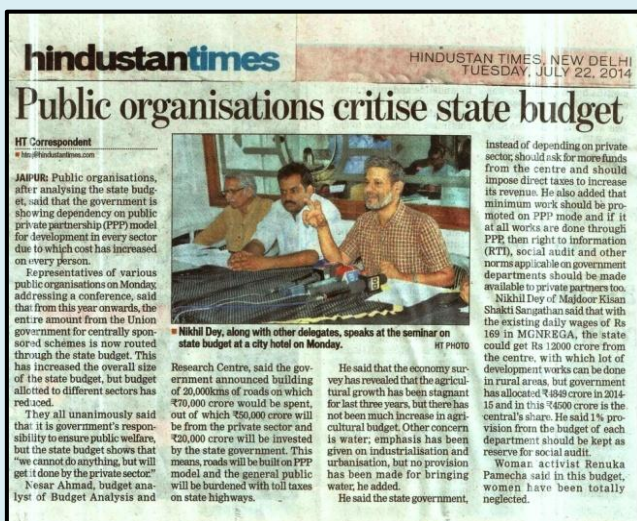 hindustantimes
HINDUSTAN TIMES, NEW DELHI
TUESDAY, JULY 22, 2014
Public organisations critise state budget
HT Correspondent
htraj@hindustantimes.com
JAIPUR: Public organisations,
after analysing the state budg-
et, said that the government is
showing dependency on public
private partnership (PPP) model
for development in every sector
due to which cost has increased
on every person.
Representatives of various
public organisations on Monday,
addressing a conference, said
that from this year onwards, the
entire amount from the Union
government for centrally spon-
sored schemes is now routed
through the state budget. This
has increased the overall size
of the state budget, but budget
allotted to different sectors has
reduced.
They all unanimously said
that it is government's respon-
sibility to ensure public welfare,
but the state budget shows that
"we cannot do anything, but will
get it done by the private sector."
Nesar Ahmad, budget ana-
lyst of Budget Analysis and
Nikhil Dey, along with other delegates, speaks at the seminar on
state budget at a city hotel on Monday.
HT PHOTO
Research Centre, said the gov-
ernment announced building
of 20,000kms of roads on which
₹70,000 crore would be spent,
out of which ₹50,000 crore will
be from the private sector and
₹20,000 crore will be invested
by the state government. This
means, roads will be built on PPP
model and the general public
will be burdened with toll taxes
on state highways.
He said that the economy sur-
vey has revealed that the agricul-
tural growth has been stagnant
for last three years, but there has
not been much increase in agri-
cultural budget. Other concern
is water; emphasis has been
given on industrialisation and
urbanisation, but no provision
has been made for bringing
water, he added.
He said the state government,
instead of depending on private
sector, should ask for more funds
from the centre and should
impose direct taxes to increase
its revenue. He also added that
minimum work should be pro-
moted on PPP mode and if it
at all works are done through
PPP, then right to information
(RTI), social audit and other
norms applicable on government
departments should be made
available to private partners too.
Nikhil Dey of Majdoor Kisan
Shakti Sangathan said that with
the existing daily wages of Rs
169 in MGNREGA, the state
could get Rs 12000 crore from
the centre, with which lot of
development works can be done
in rural areas, but government
has allocated ₹4849 crore in 2014-
15 and in this ₹4500 crore is the
central's share. He said 1% pro-
vision from the budget of each
department should be kept as
reserve for social audit.
Woman activist Renuka
Pamecha said in this budget,
women have been totally
neglected.